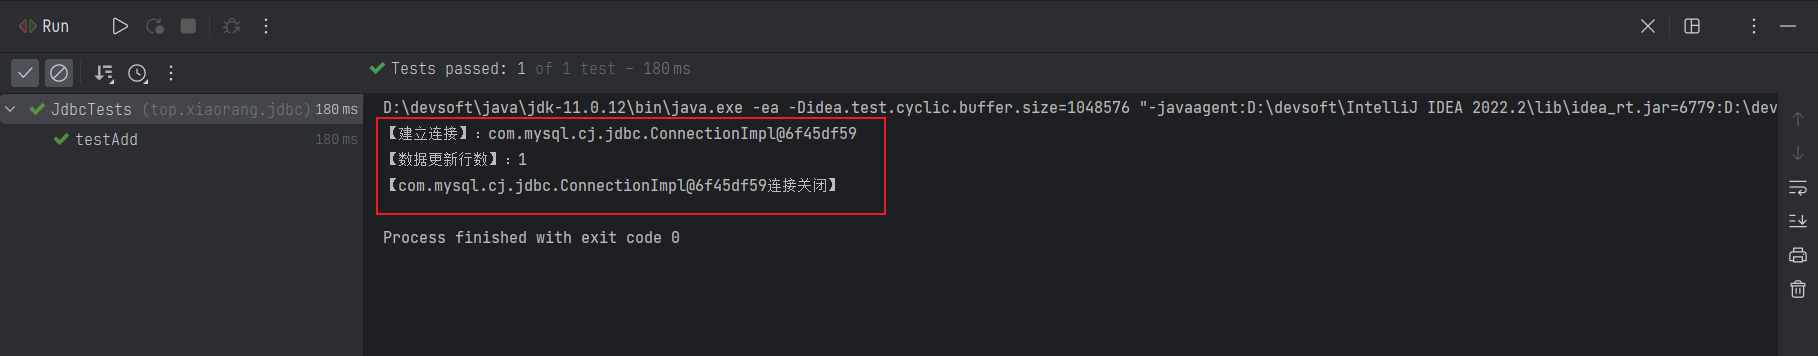 Run
Tests passed: 1 of 1 test – 180 ms
JdbcTests (top.xiaorang.jdbc) 180 ms
testAdd 180 ms
D:\devsoft\java\jdk-11.0.12\bin\java.exe -ea -Didea.test.cyclic.buffer.size=1048576 "-javaagent:D:\devsoft\IntelliJ IDEA 2022.2\lib\idea_rt.jar=6779:D:\dev
【建立连接】：com.mysql.cj.jdbc.ConnectionImpl@6f45df59
【数据更新行数】：1
【com.mysql.cj.jdbc.ConnectionImpl@6f45df59连接关闭】
Process finished with exit code 0